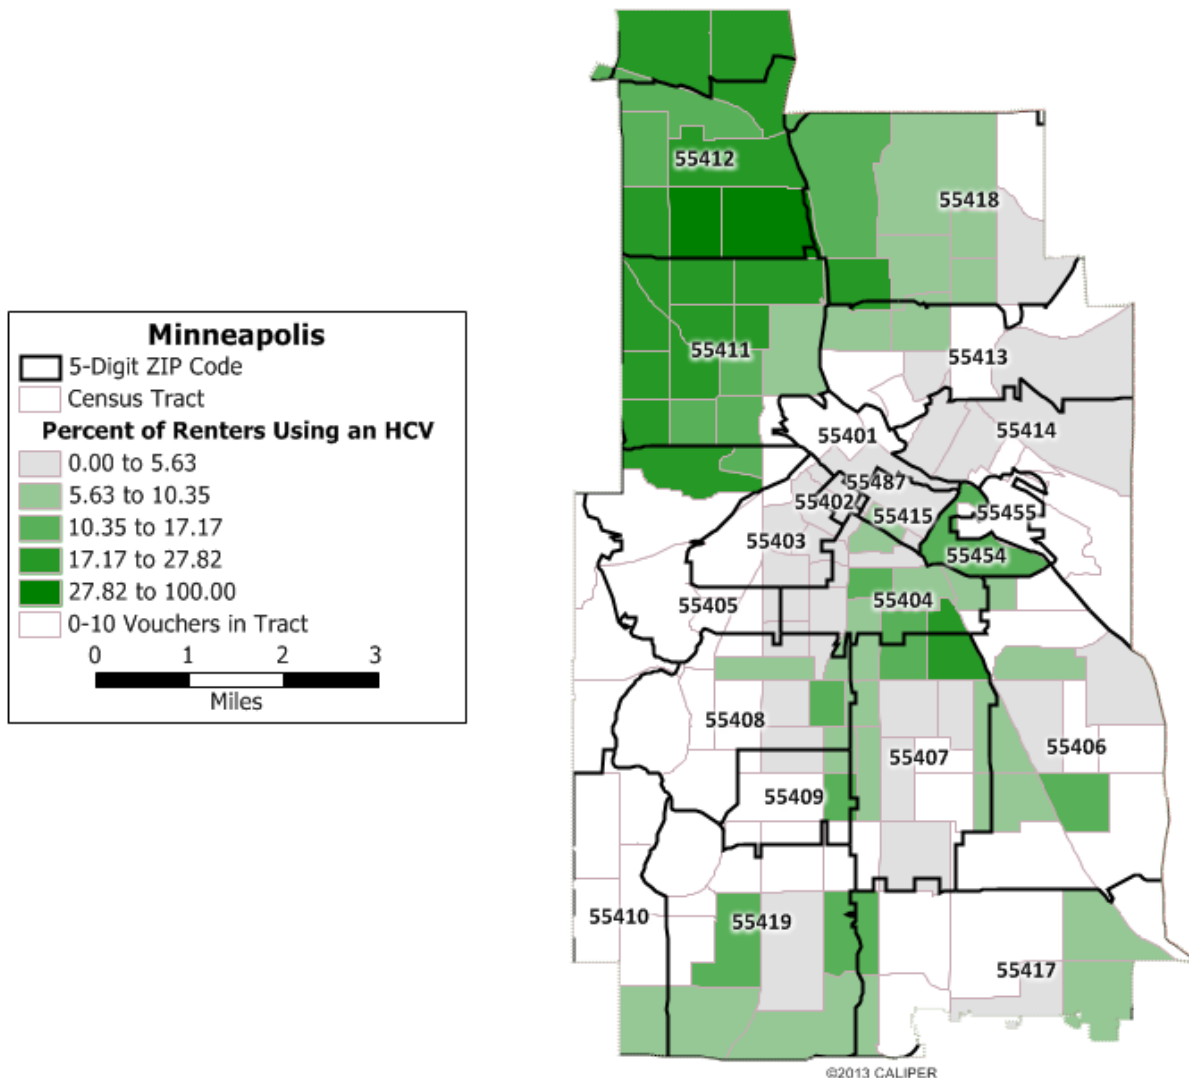 Minneapolis
5-Digit ZIP Code
Census Tract
Percent of Renters Using an HCV
0.00 to 5.63
5.63 to 10.35
10.35 to 17.17
17.17 to 27.82
27.82 to 100.00
0-10 Vouchers in Tract
0 1 2 3
Miles
55412
55418
55411
55413
55401
55414
55487
55402
55415
55455
55403
55454
55405
55404
55408
55406
55407
55409
55410
55419
55417
©2013 CALIPER